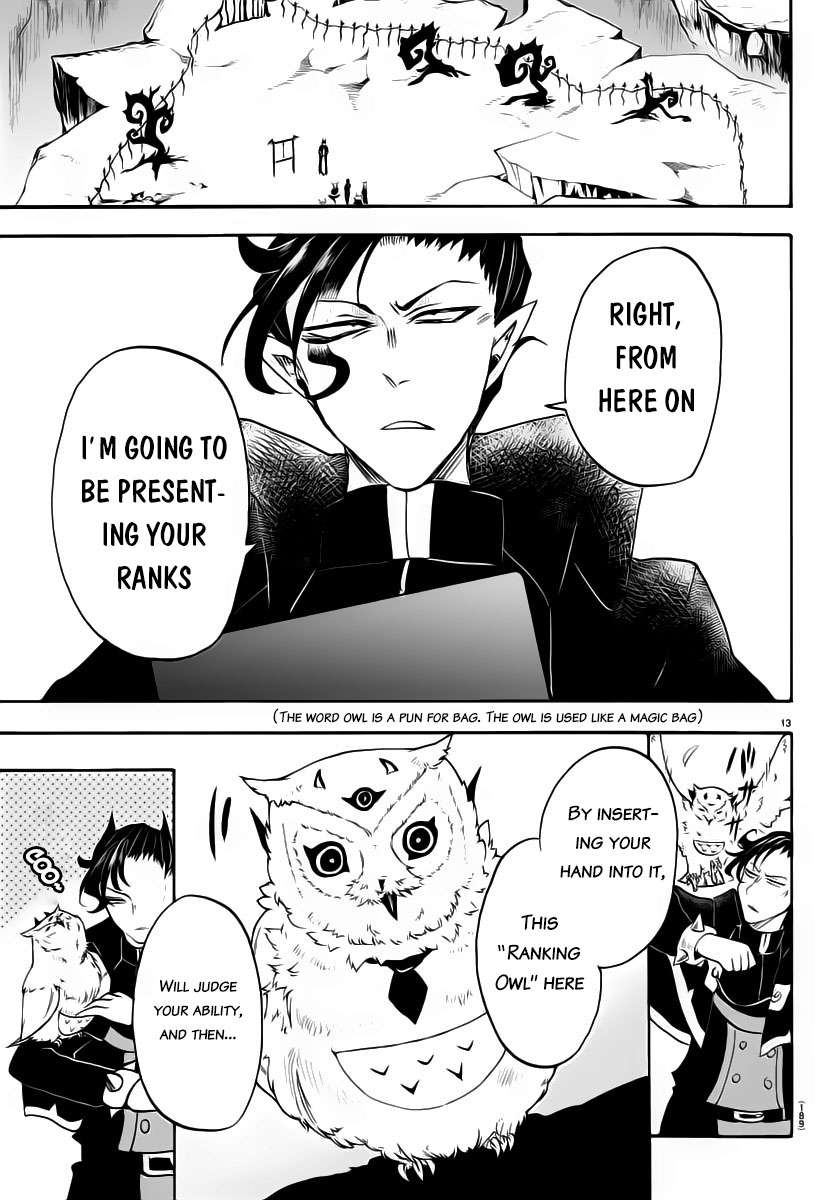 RIGHT,
FROM
HERE ON
I'M GOING TO
BE PRESENT-
ING YOUR
RANKS
(THE WORD OWL IS A PUN FOR BAG. THE OWL IS USED LIKE A MAGIC BAG)
13
BY INSERT-
ING YOUR
HAND INTO IT,
THIS
"RANKING
OWL" HERE
WILL JUDGE
YOUR ABILITY,
AND THEN...
COO~
(189)